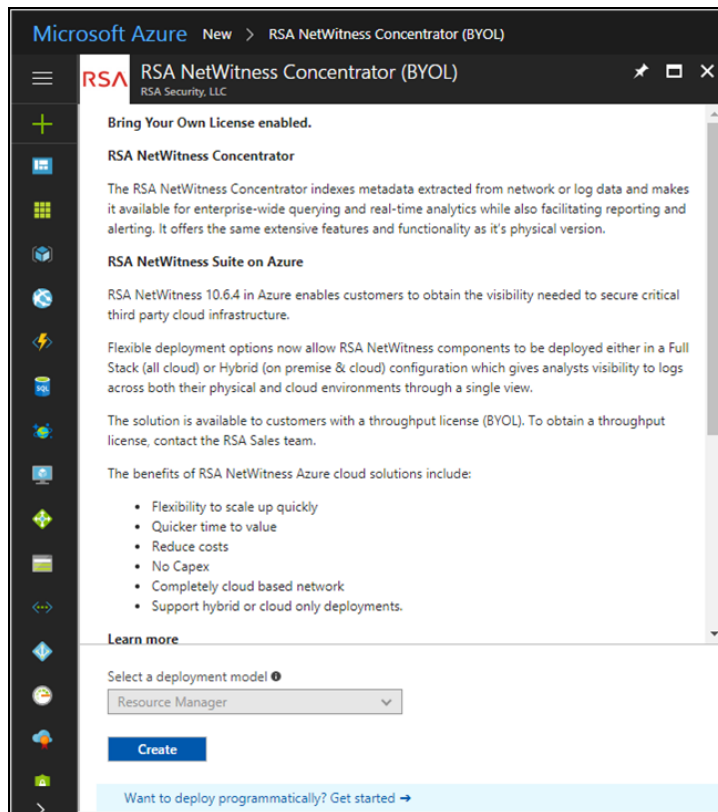 Microsoft Azure New > RSA NetWitness Concentrator (BYOL)
RSA
RSA NetWitness Concentrator (BYOL)
RSA Security, LLC
Bring Your Own License enabled.
RSA NetWitness Concentrator
The RSA NetWitness Concentrator indexes metadata extracted from network or log data and makes
it available for enterprise-wide querying and real-time analytics while also facilitating reporting and
alerting. It offers the same extensive features and functionality as it's physical version.
RSA NetWitness Suite on Azure
RSA NetWitness 10.6.4 in Azure enables customers to obtain the visibility needed to secure critical
third party cloud infrastructure.
Flexible deployment options now allow RSA NetWitness components to be deployed either in a Full
Stack (all cloud) or Hybrid (on premise & cloud) configuration which gives analysts visibility to logs
across both their physical and cloud environments through a single view.
The solution is available to customers with a throughput license (BYOL). To obtain a throughput
license, contact the RSA Sales team.
The benefits of RSA NetWitness Azure cloud solutions include:
• Flexibility to scale up quickly
• Quicker time to value
• Reduce costs
• No Capex
• Completely cloud based network
• Support hybrid or cloud only deployments.
Learn more
Select a deployment model
Resource Manager
Create
Want to deploy programmatically? Get started →
SQL